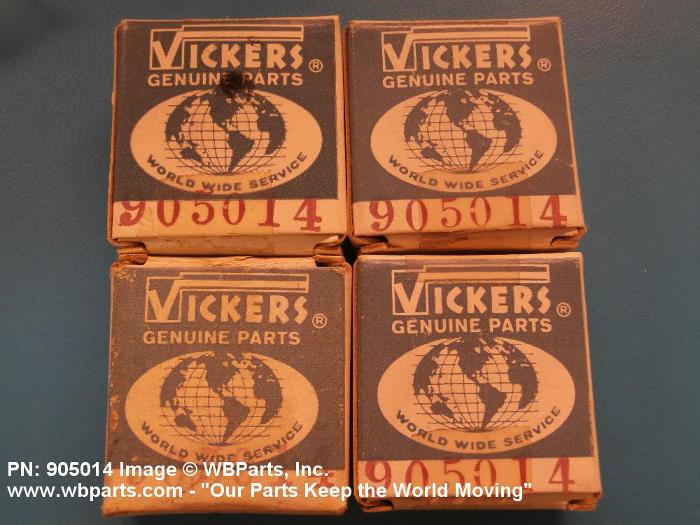 VICKERS®
GENUINE PARTS
WORLD WIDE SERVICE
905014
VICKERS®
GENUINE PARTS
WORLD WIDE SERVICE
905014
VICKERS®
GENUINE PARTS
WORLD WIDE SERVICE
VICKERS®
GENUINE PARTS
WORLD WIDE SERVICE
905014
PN: 905014 Image © WBParts, Inc.
www.wbparts.com - "Our Parts Keep the World Moving"